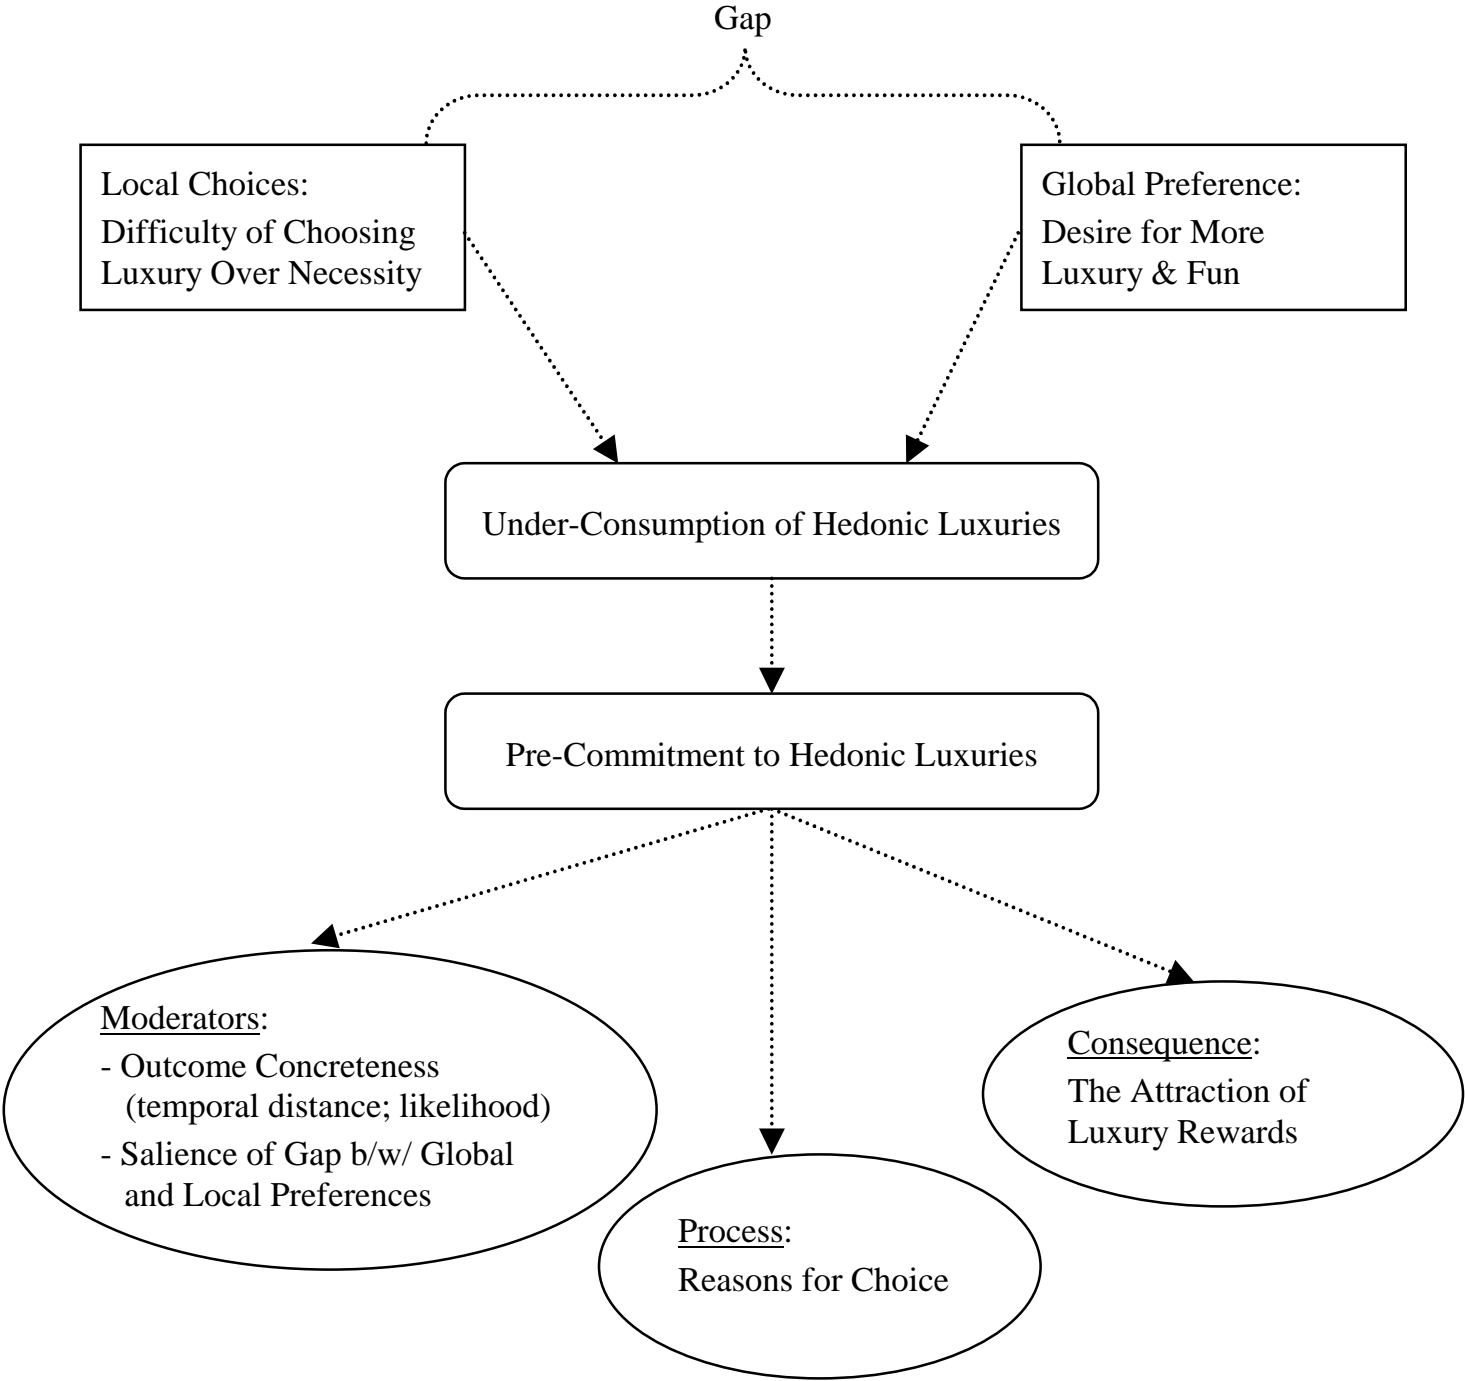 Gap
Local Choices:
Difficulty of Choosing
Luxury Over Necessity
Global Preference:
Desire for More
Luxury & Fun
Under-Consumption of Hedonic Luxuries
Pre-Commitment to Hedonic Luxuries
Moderators:
- Outcome Concreteness
(temporal distance; likelihood)
- Salience of Gap b/w/ Global
and Local Preferences
Process:
Reasons for Choice
Consequence:
The Attraction of
Luxury Rewards